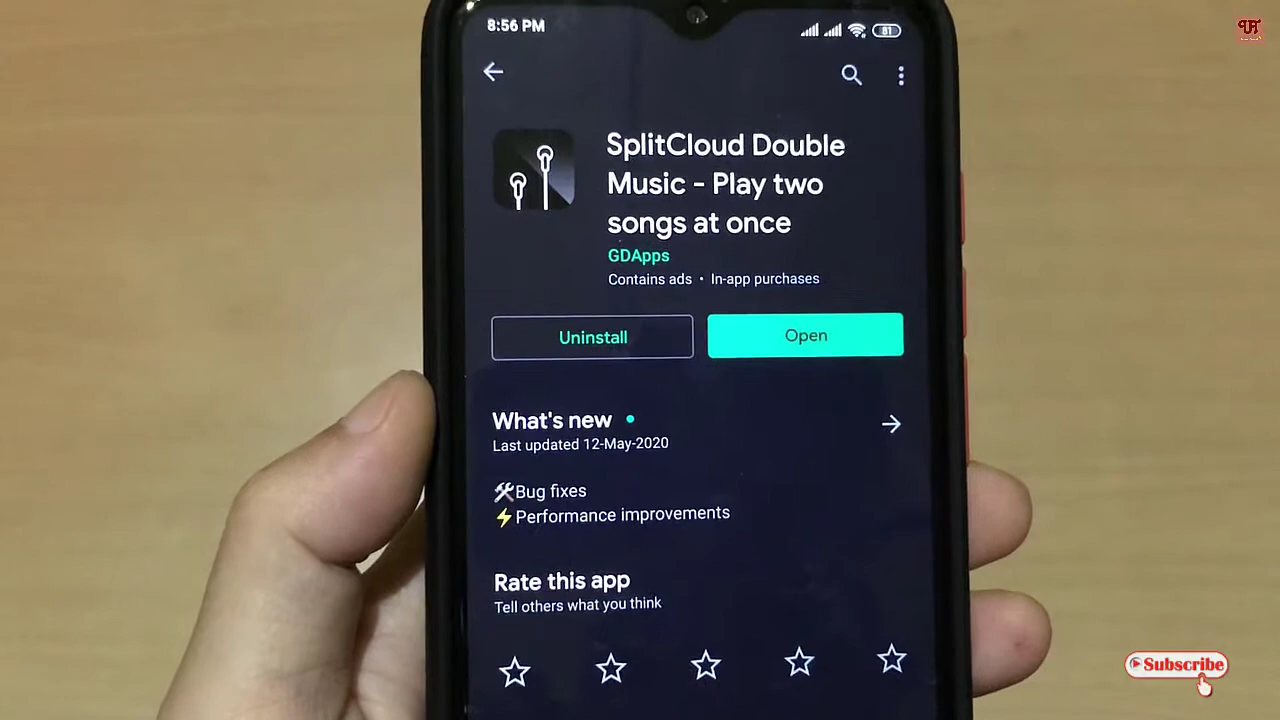 8:56 PM
81
SplitCloud Double
Music - Play two
songs at once
GDApps
Contains ads • In-app purchases
Uninstall
Open
What's new
Last updated 12-May-2020
🛠Bug fixes
⚡Performance improvements
Rate this app
Tell others what you think
Subscribe